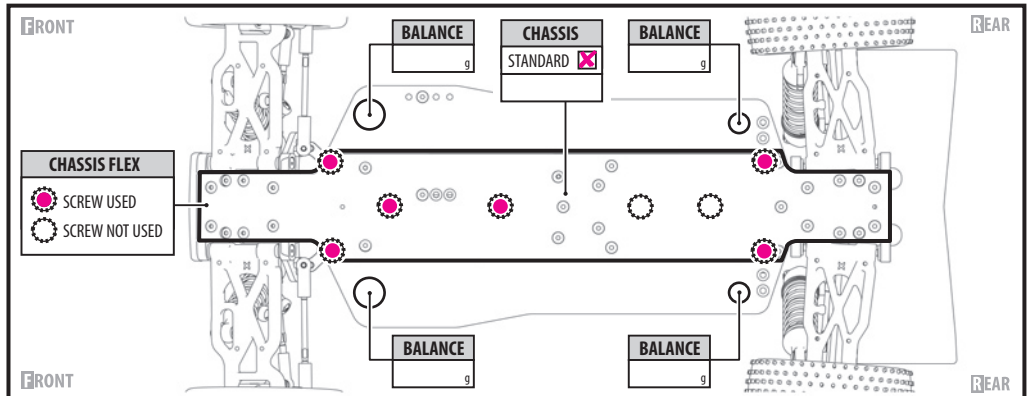 FRONT
REAR
BALANCE
g
CHASSIS
STANDARD
BALANCE
g
CHASSIS FLEX
SCREW USED
SCREW NOT USED
BALANCE
g
BALANCE
g
FRONT
REAR